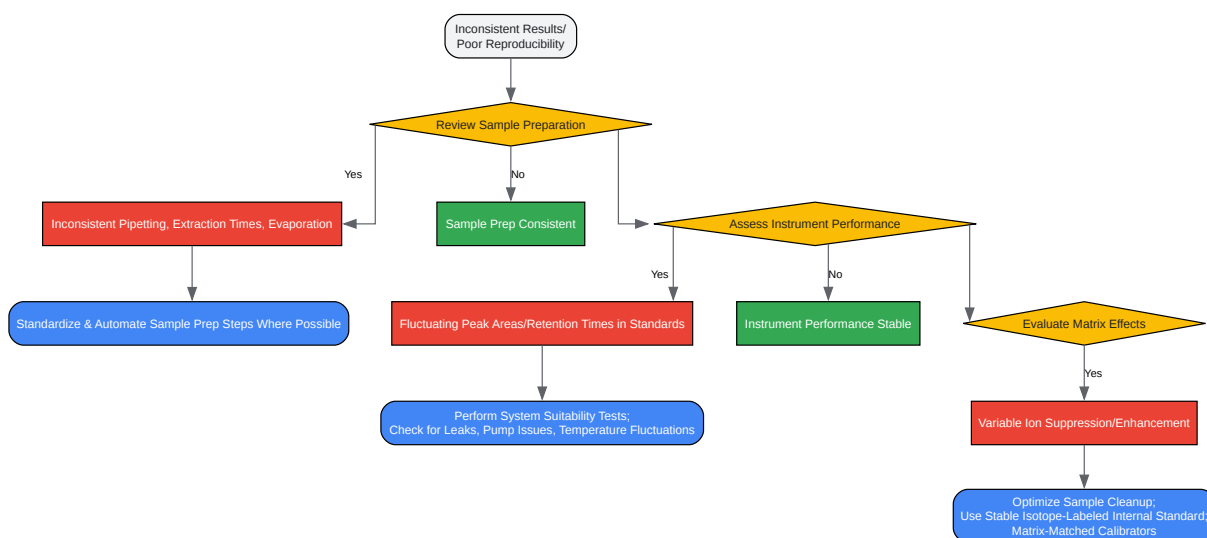 Inconsistent Results/
Poor Reproducibility
Review Sample Preparation
Yes
No
Inconsistent Pipetting, Extraction Times, Evaporation
Sample Prep Consistent
Assess Instrument Performance
Yes
No
Standardize & Automate Sample Prep Steps Where Possible
Fluctuating Peak Areas/Retention Times in Standards
Instrument Performance Stable
Evaluate Matrix Effects
Yes
Perform System Suitability Tests;
Check for Leaks, Pump Issues, Temperature Fluctuations
Variable Ion Suppression/Enhancement
Optimize Sample Cleanup;
Use Stable Isotope-Labeled Internal Standard;
Matrix-Matched Calibrators